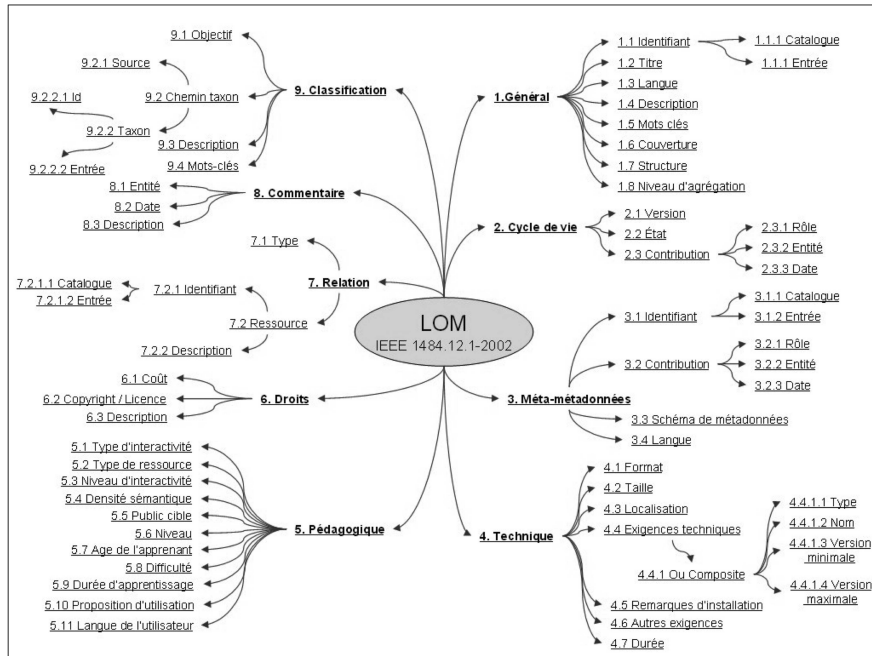 LOM
IEEE 1484.12.1-2002
1.Général
1.1 Identifiant
1.1.1 Catalogue
1.1.1 Entrée
1.2 Titre
1.3 Langue
1.4 Description
1.5 Mots clés
1.6 Couverture
1.7 Structure
1.8 Niveau d'agrégation
2. Cycle de vie
2.1 Version
2.2 État
2.3 Contribution
2.3.1 Rôle
2.3.2 Entité
2.3.3 Date
3. Méta-métadonnées
3.1 Identifiant
3.1.1 Catalogue
3.1.2 Entrée
3.2 Contribution
3.2.1 Rôle
3.2.2 Entité
3.2.3 Date
3.3 Schéma de métadonnées
3.4 Langue
4. Technique
4.1 Format
4.2 Taille
4.3 Localisation
4.4 Exigences techniques
4.4.1 Ou Composite
4.4.1.1 Type
4.4.1.2 Nom
4.4.1.3 Version
minimale
4.4.1.4 Version
maximale
4.5 Remarques d'installation
4.6 Autres exigences
4.7 Durée
5. Pédagogique
5.1 Type d'interactivité
5.2 Type de ressource
5.3 Niveau d'interactivité
5.4 Densité sémantique
5.5 Public cible
5.6 Niveau
5.7 Age de l'apprenant
5.8 Difficulté
5.9 Durée d'apprentissage
5.10 Proposition d'utilisation
5.11 Langue de l'utilisateur
6. Droits
6.1 Coût
6.2 Copyright / Licence
6.3 Description
7. Relation
7.1 Type
7.2 Ressource
7.2.1 Identifiant
7.2.1.1 Catalogue
7.2.1.2 Entrée
7.2.2 Description
8. Commentaire
8.1 Entité
8.2 Date
8.3 Description
9. Classification
9.1 Objectif
9.2 Chemin taxon
9.2.1 Source
9.2.2 Taxon
9.2.2.1 Id
9.2.2.2 Entrée
9.3 Description
9.4 Mots-clés